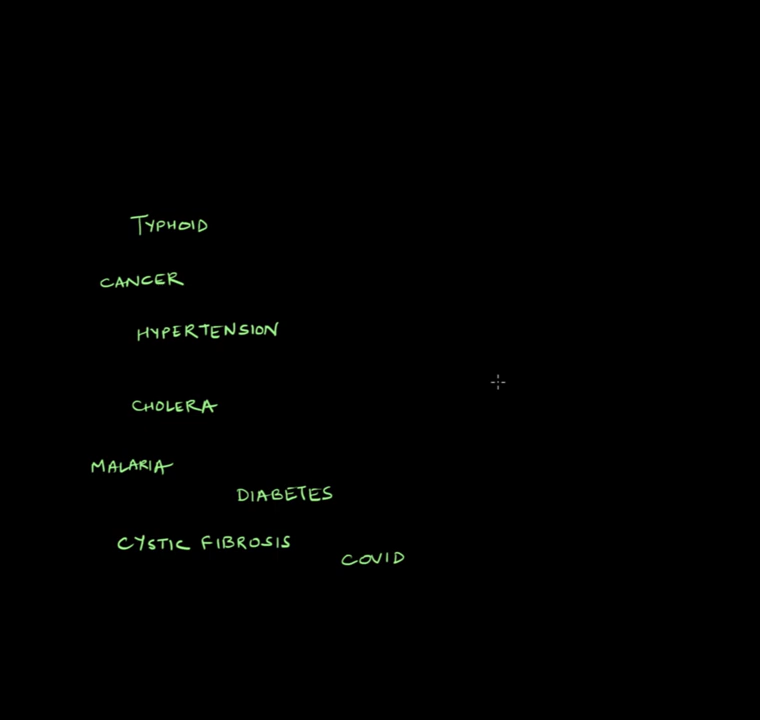 TYPHOID
CANCER
HYPERTENSION
CHOLERA
MALARIA
DIABETES
CYSTIC FIBROSIS
COVID